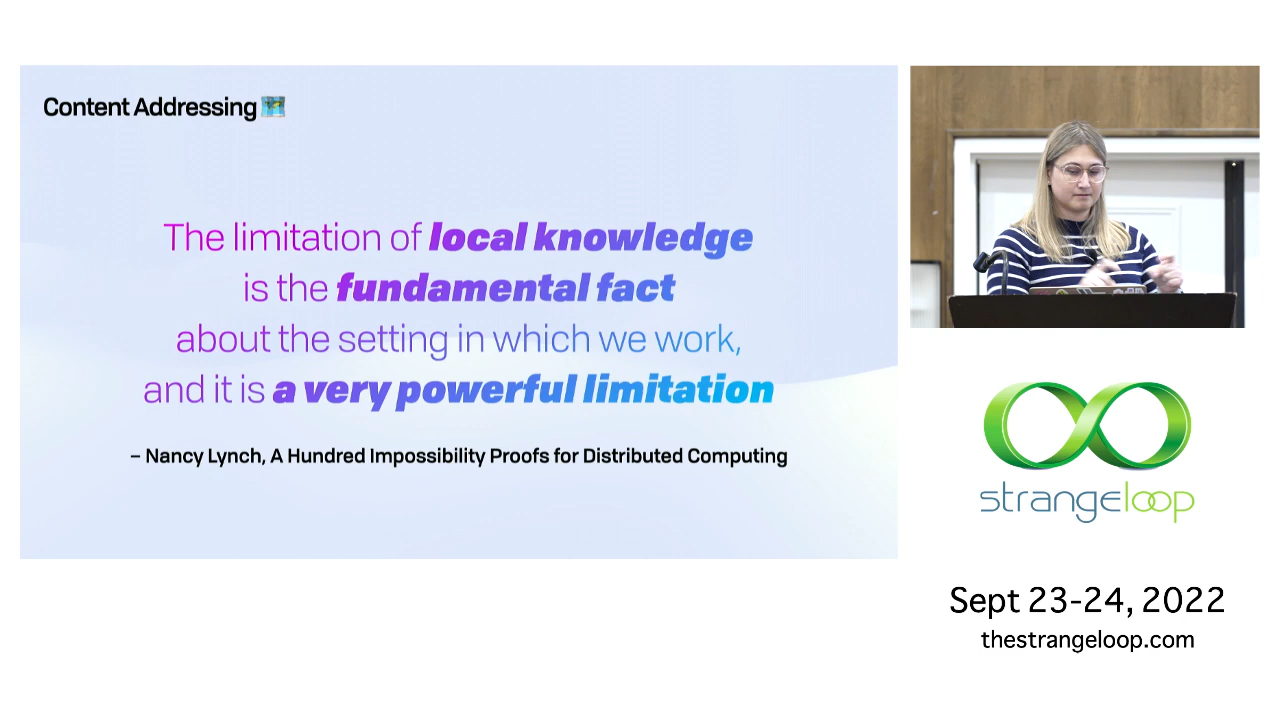 Content Addressing
The limitation of local knowledge
is the fundamental fact
about the setting in which we work,
and it is a very powerful limitation
– Nancy Lynch, A Hundred Impossibility Proofs for Distributed Computing
strangeloop
Sept 23-24, 2022
thestrangeloop.com